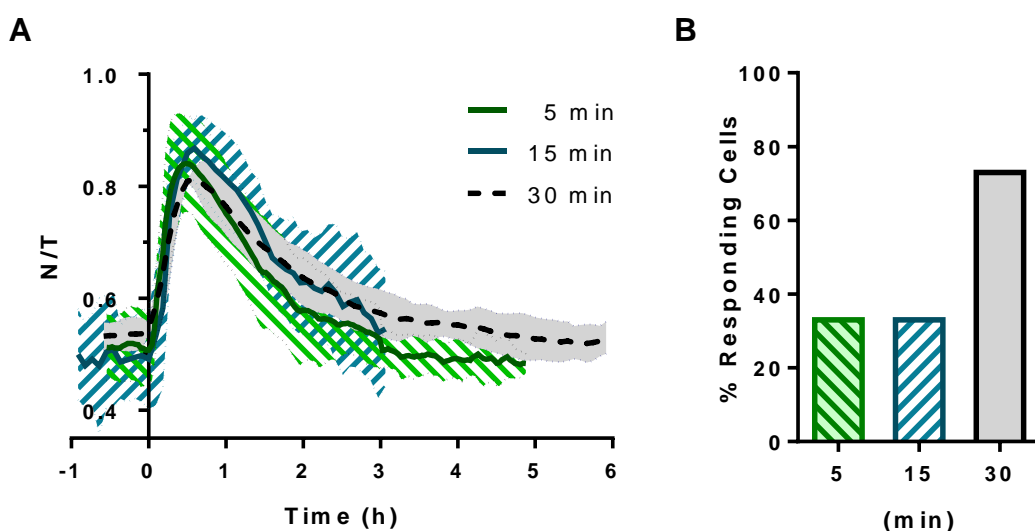 A
N/T
1.0
0.8
0.6
0.4
5 min
15 min
30 min
-1 0 1 2 3 4 5 6
Time (h)
B
% Responding Cells
100
80
60
40
20
0
5 15 30
(min)